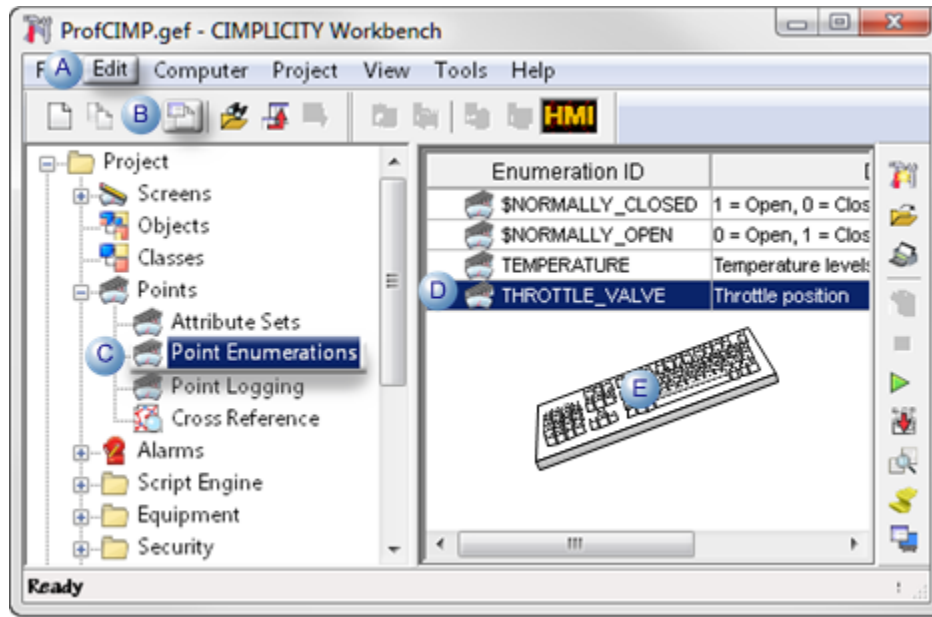 ProfCIMP.gef - CIMPLICITY Workbench
F A Edit Computer Project View Tools Help
B HMI
Project
Screens
Objects
Classes
Points
Attribute Sets
C Point Enumerations
Point Logging
Cross Reference
Alarms
Script Engine
Equipment
Security
Enumeration ID
$NORMALLY_CLOSED 1 = Open, 0 = Clos
$NORMALLY_OPEN 0 = Open, 1 = Clos
TEMPERATURE Temperature levels
D THROTTLE_VALVE Throttle position
E
Ready